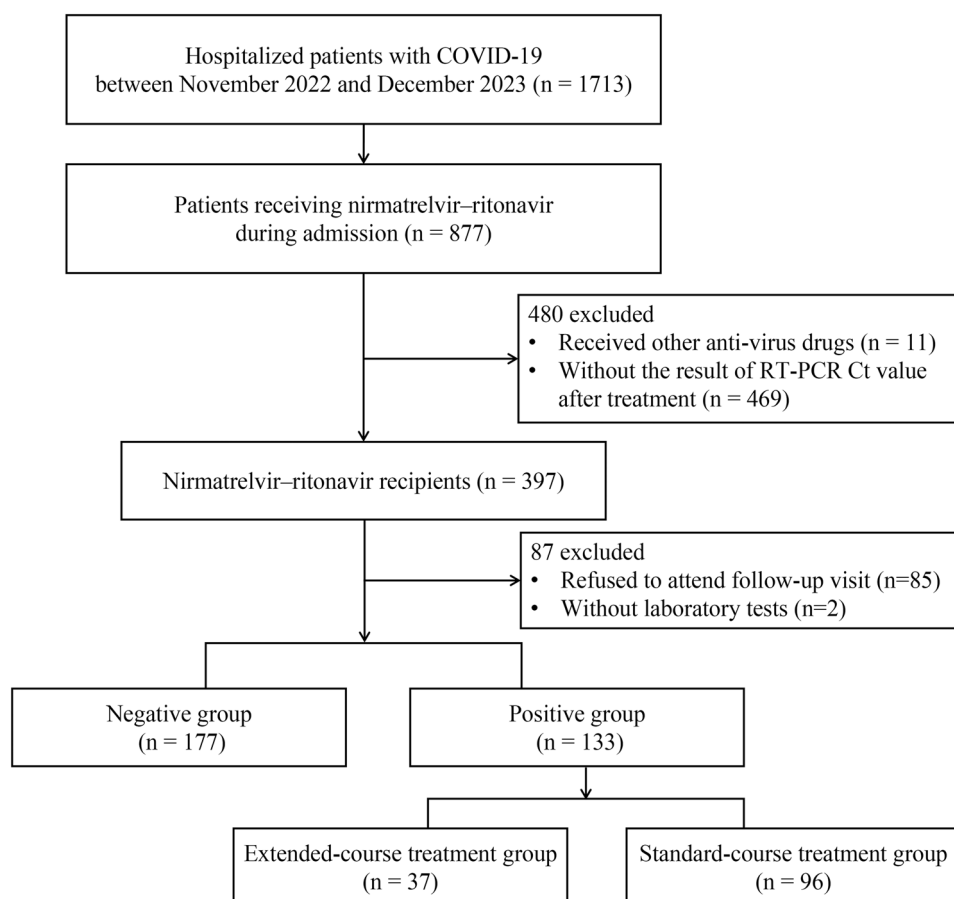 Hospitalized patients with COVID-19
between November 2022 and December 2023 (n = 1713)
Patients receiving nirmatrelvir–ritonavir
during admission (n = 877)
480 excluded
• Received other anti-virus drugs (n = 11)
• Without the result of RT-PCR Ct value
after treatment (n = 469)
Nirmatrelvir–ritonavir recipients (n = 397)
87 excluded
• Refused to attend follow-up visit (n=85)
• Without laboratory tests (n=2)
Negative group
(n = 177)
Positive group
(n = 133)
Extended-course treatment group
(n = 37)
Standard-course treatment group
(n = 96)